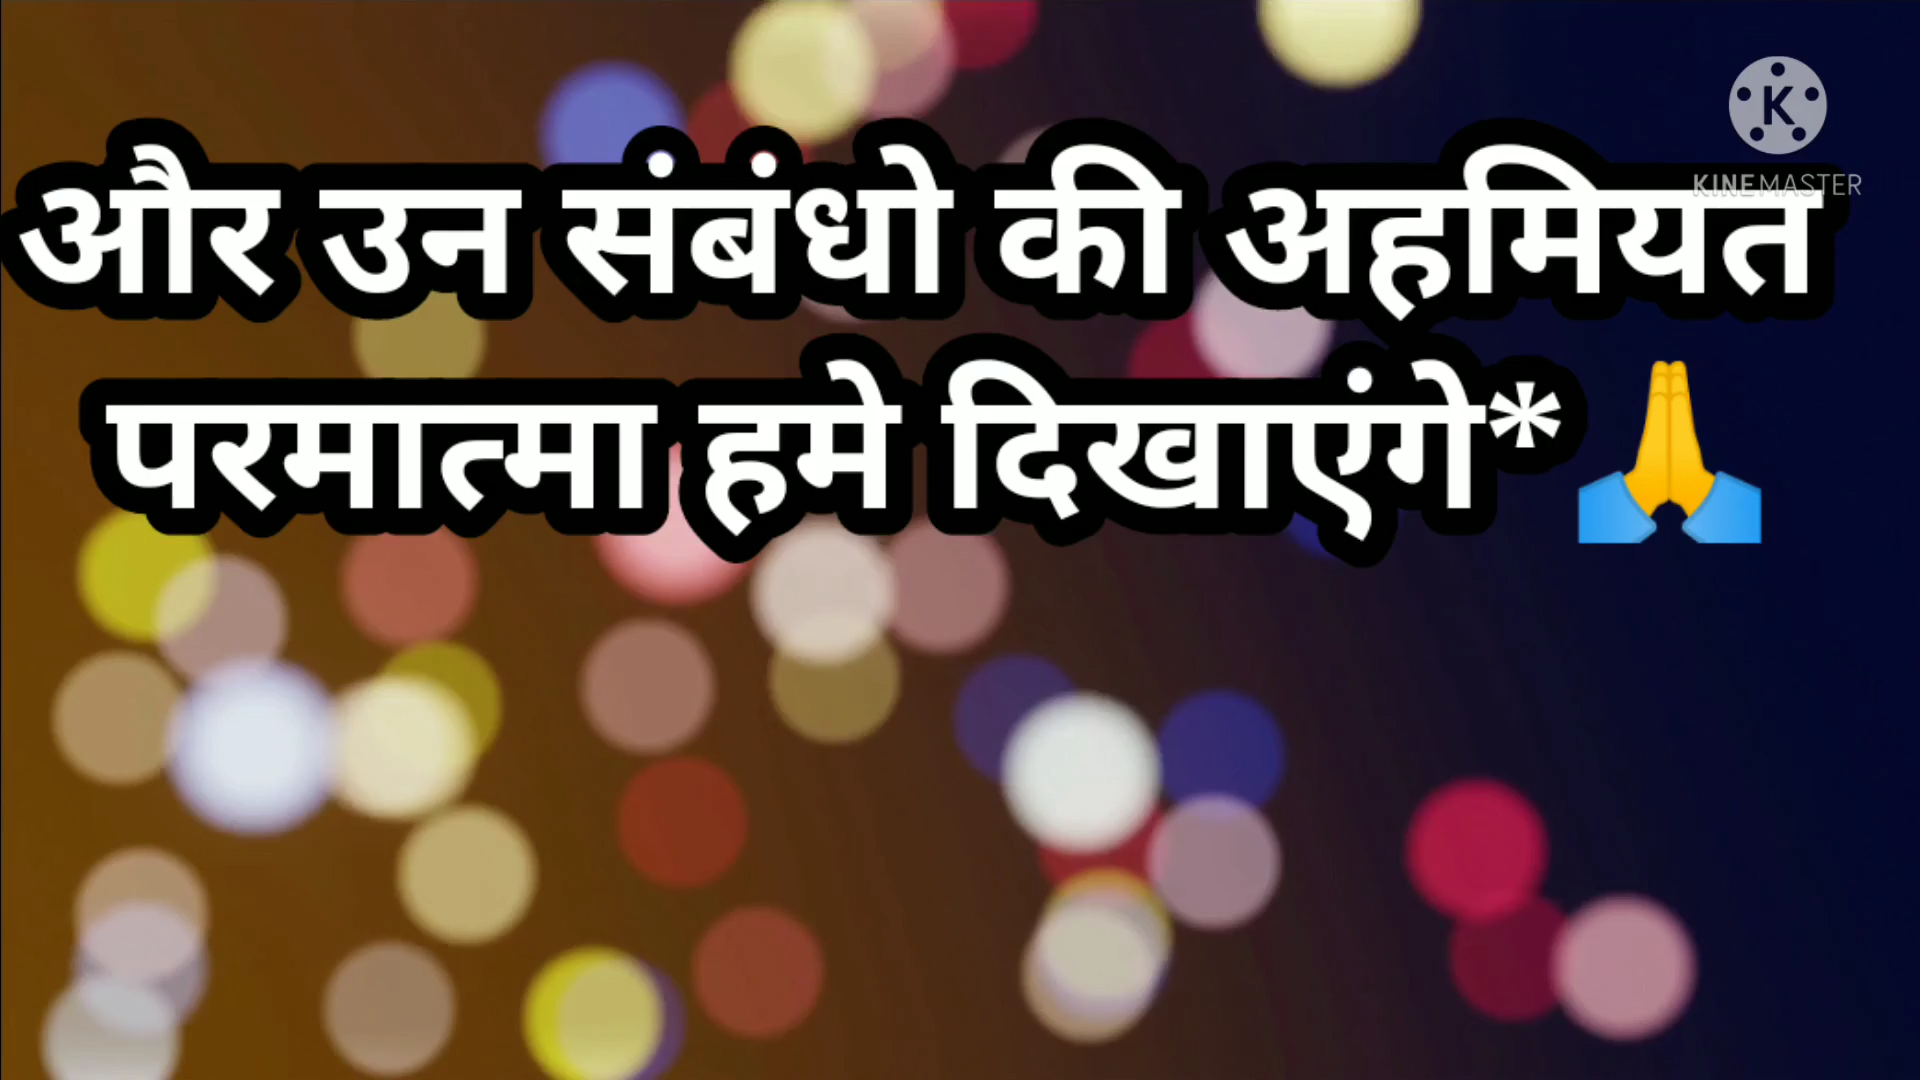 और उन संबंधो की अहमियत
परमात्मा हमे दिखाएंगे*🙏
K
KINEMASTER